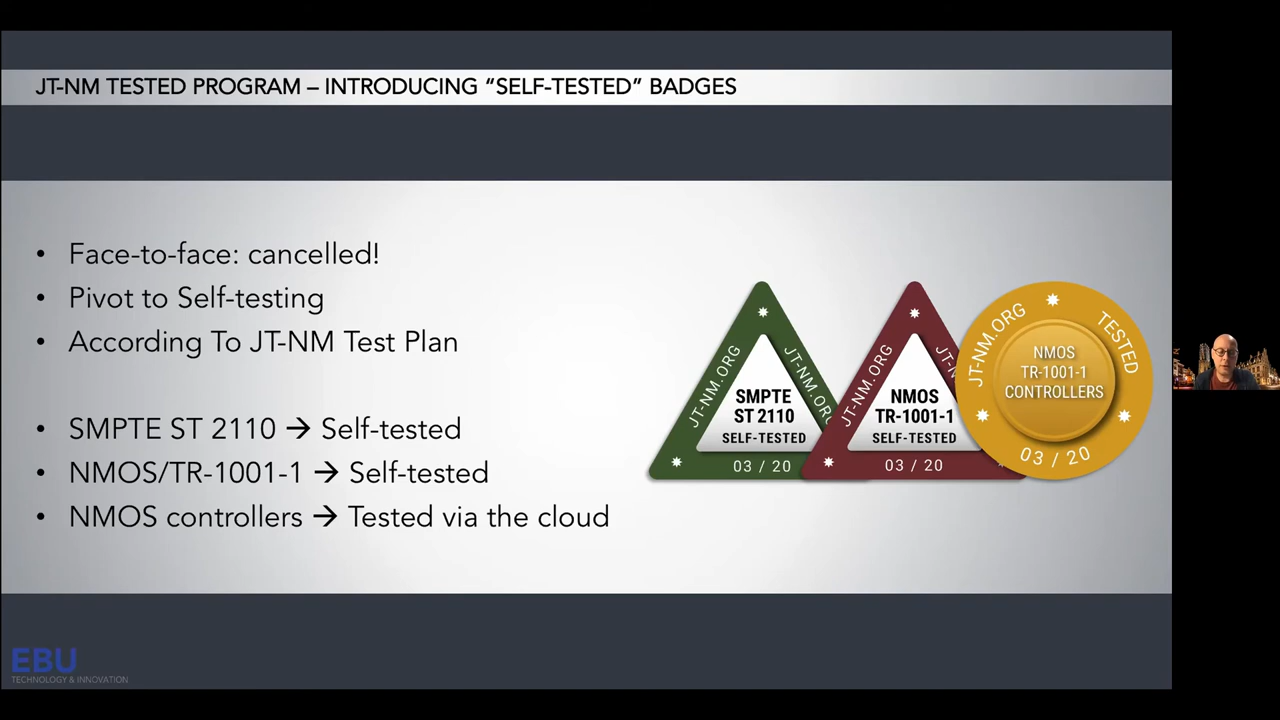 JT-NM TESTED PROGRAM – INTRODUCING “SELF-TESTED” BADGES
• Face-to-face: cancelled!
• Pivot to Self-testing
• According To JT-NM Test Plan
• SMPTE ST 2110 → Self-tested
• NMOS/TR-1001-1 → Self-tested
• NMOS controllers → Tested via the cloud
JT-NM.ORG
JT-NM.ORG
SMPTE
ST 2110
SELF-TESTED
03 / 20
JT-NM.ORG
NMOS
TR-1001-1
SELF-TESTED
03 / 20
JT-NM.ORG
TESTED
NMOS
TR-1001-1
CONTROLLERS
03 / 20
EBU
TECHNOLOGY & INNOVATION